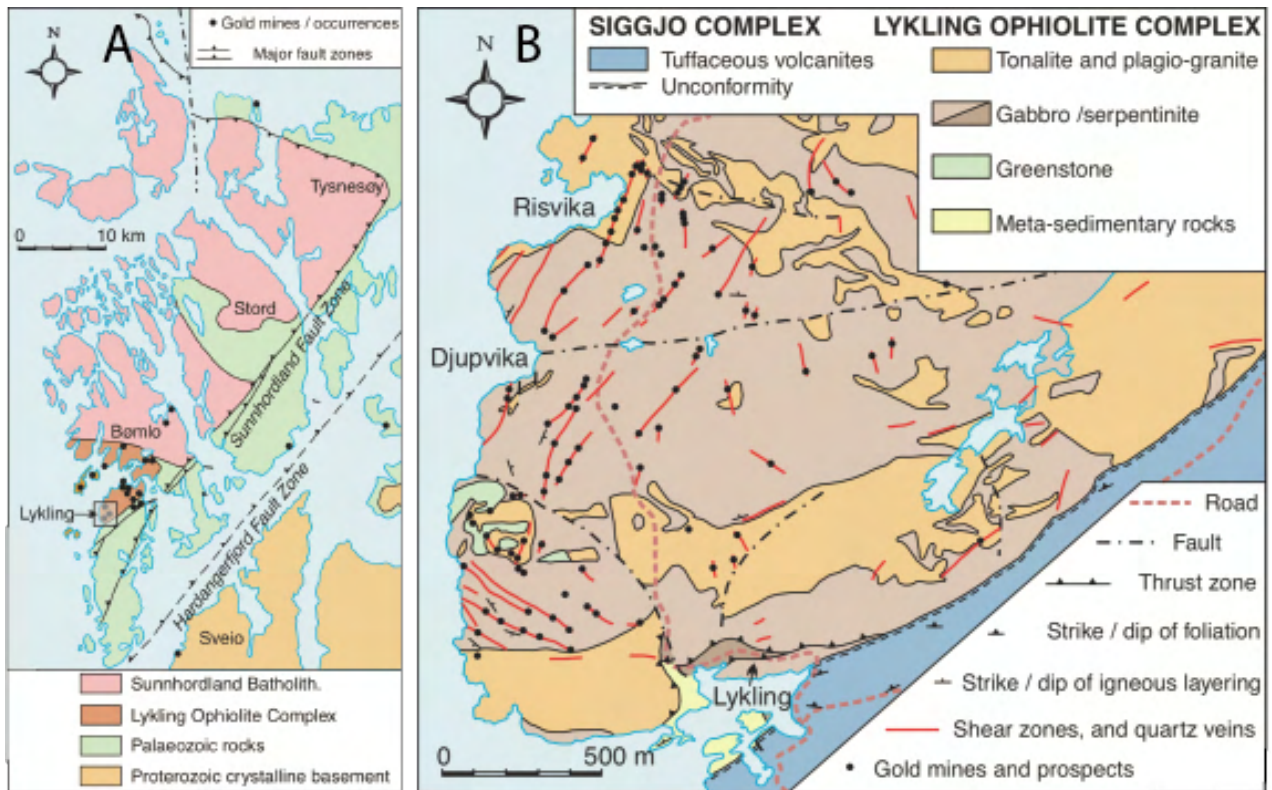 A
N
Gold mines / occurrences
Major fault zones
Tysnesøy
0 10 km
Stord
Sunnhordland Fault Zone
Bømlo
Lykling
Hardangerfjord Fault Zone
Sveio
Sunnhordland Batholith.
Lykling Ophiolite Complex
Palaeozoic rocks
Proterozoic crystalline basement
B
N
SIGGJO COMPLEX
Tuffaceous volcanites
Unconformity
LYKLING OPHIOLITE COMPLEX
Tonalite and plagio-granite
Gabbro /serpentinite
Greenstone
Meta-sedimentary rocks
Risvika
Djupvika
Lykling
0 500 m
Road
Fault
Thrust zone
Strike / dip of foliation
Strike / dip of igneous layering
Shear zones, and quartz veins
Gold mines and prospects